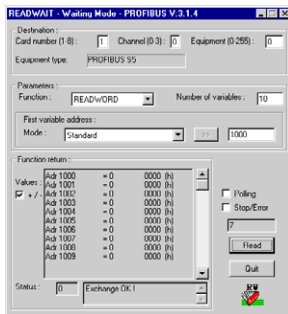 READWAIT - Waiting Mode - PROFIBUS V.3.1.4
Destination :
Card number (1-8) : 1 Channel (0-3) : 0 Equipment (0-255) : 0
Equipment type: PROFIBUS S5
Parameters :
Function : READWORD Number of variables : 10
First variable address :
Mode : Standard >> 1000
Function return :
Values :
+ / -
Adr 1000 = 0 0000 (h)
Adr 1001 = 0 0000 (h)
Adr 1002 = 0 0000 (h)
Adr 1003 = 0 0000 (h)
Adr 1004 = 0 0000 (h)
Adr 1005 = 0 0000 (h)
Adr 1006 = 0 0000 (h)
Adr 1007 = 0 0000 (h)
Adr 1008 = 0 0000 (h)
Adr 1009 = 0 0000 (h)
Polling
Stop/Error
7
Read
Quit
Status : 0 Exchange OK !